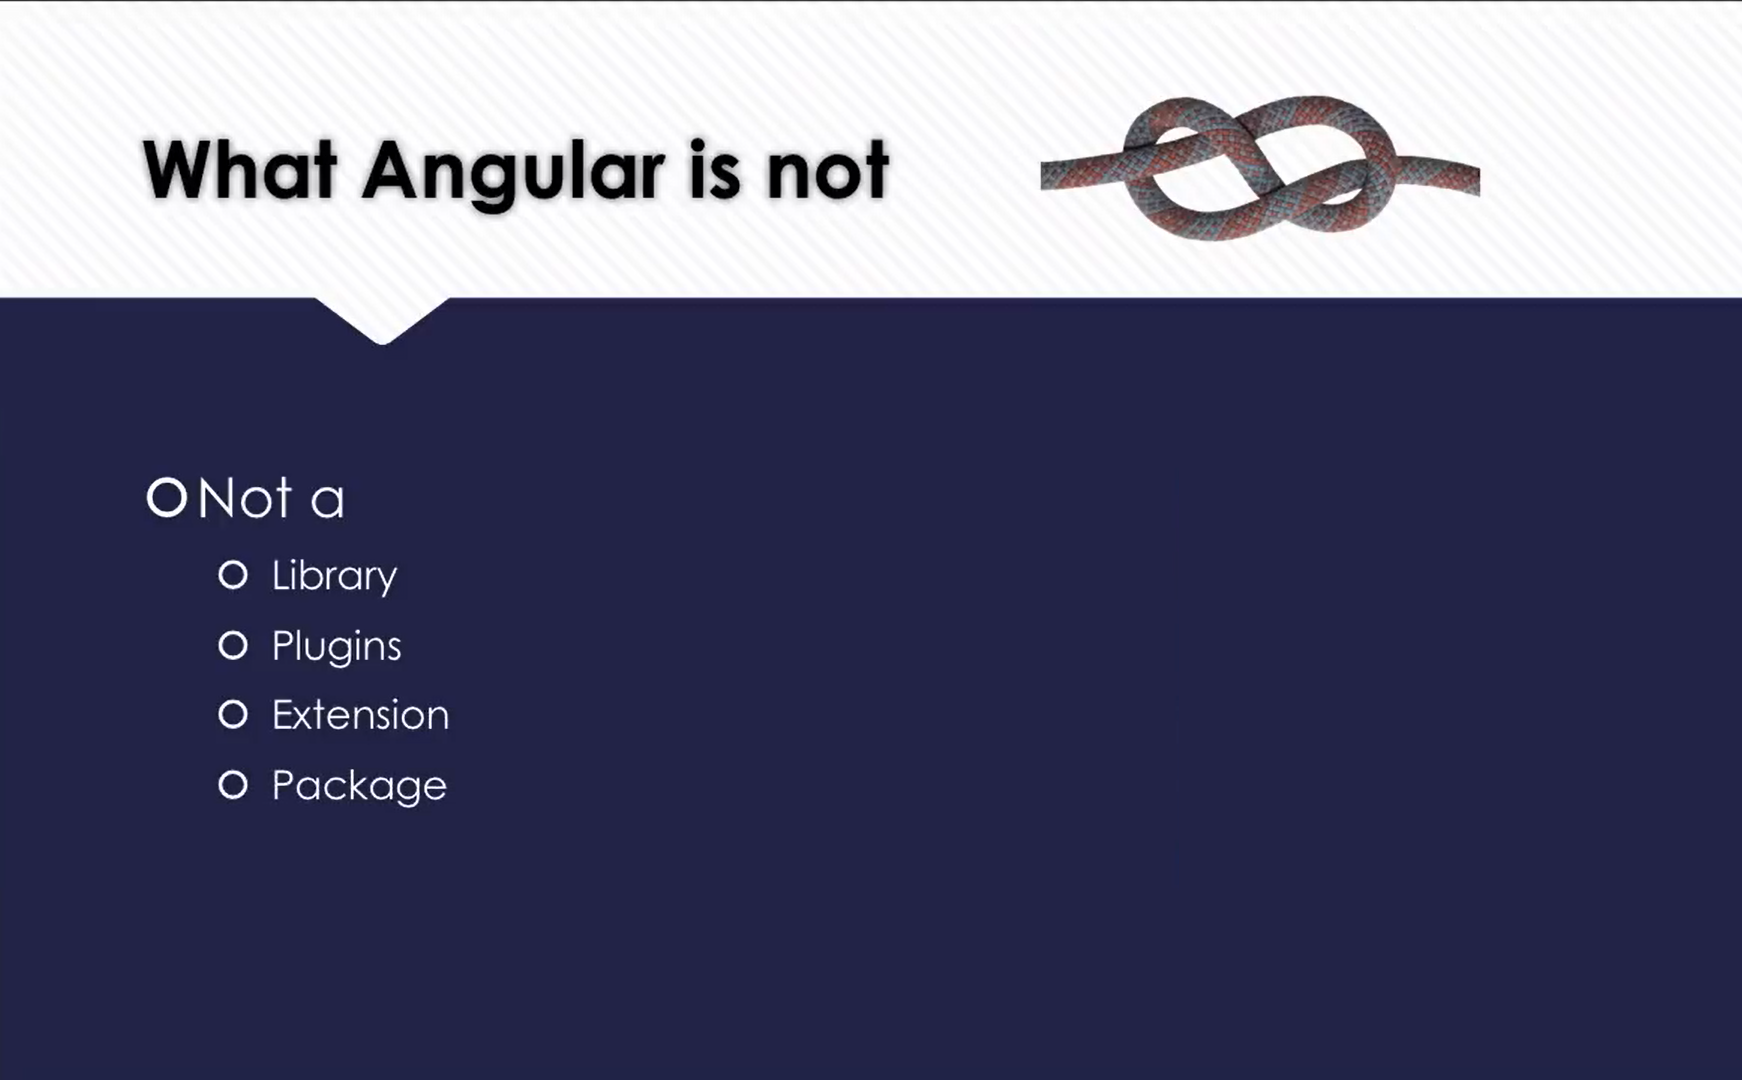 What Angular is not
Not a
Library
Plugins
Extension
Package